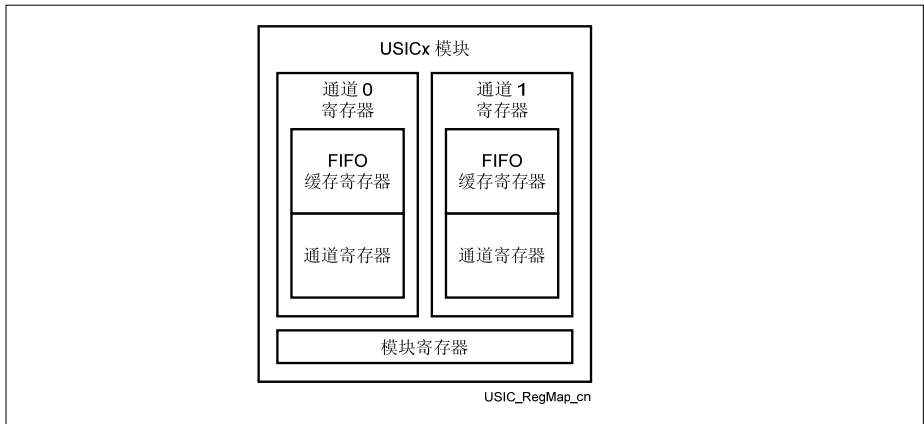 USICx 模块
通道 0
寄存器
FIFO
缓存寄存器
通道寄存器
通道 1
寄存器
FIFO
缓存寄存器
通道寄存器
模块寄存器
USIC_RegMap_cn